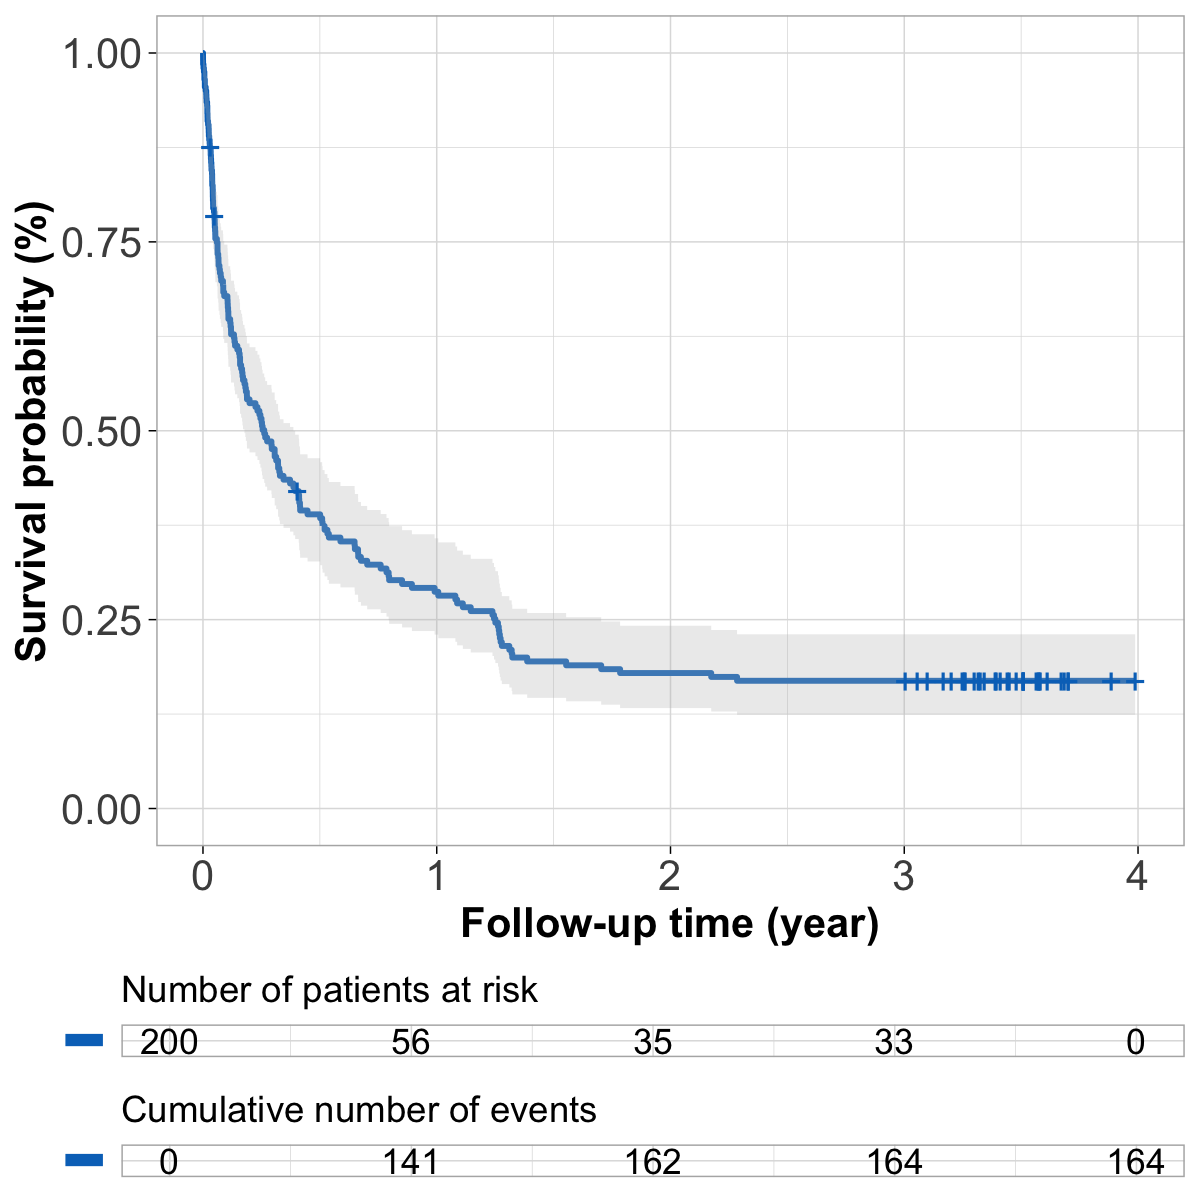 Survival probability (%)
1.00
0.75
0.50
0.25
0.00
0 1 2 3 4
Follow-up time (year)
Number of patients at risk
200 56 35 33 0
Cumulative number of events
0 141 162 164 164